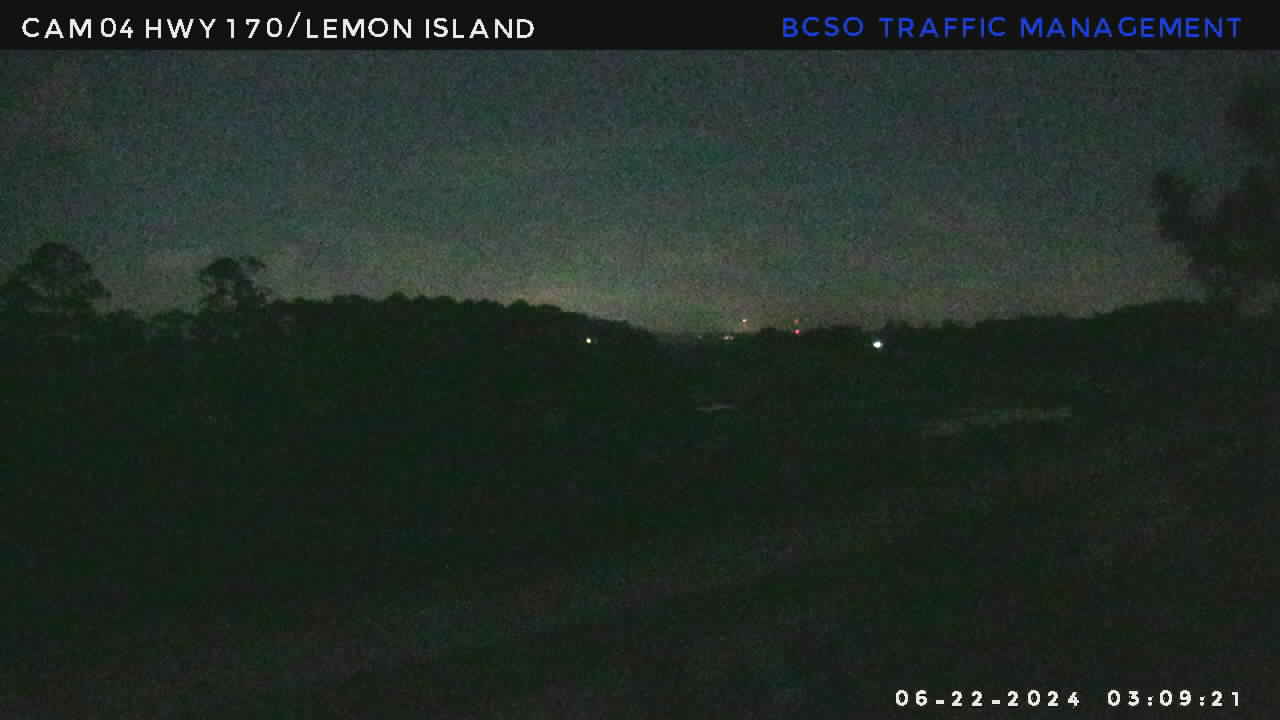 CAM04 HWY 170/LEMON ISLAND
BCSO TRAFFIC MANAGEMENT
06-22-2024 03:09:21